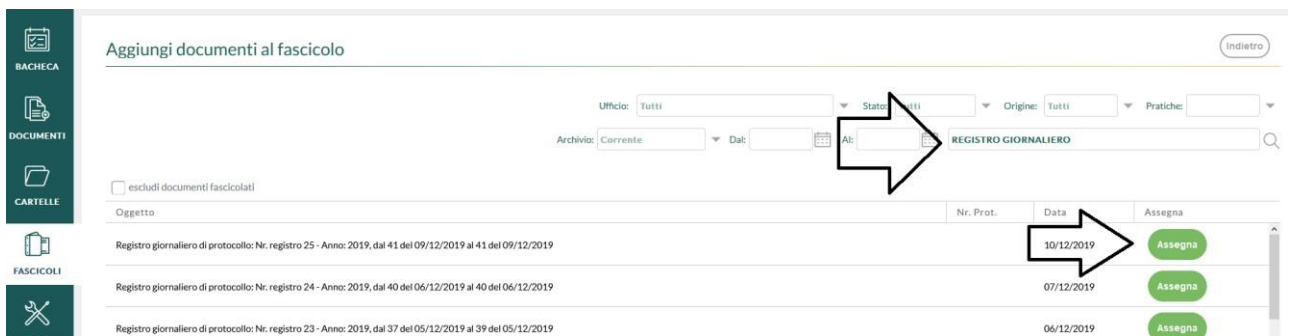 Aggiungi documenti al fascicolo
Indietro
BACHECA
DOCUMENTI
CARTELLE
FASCICOLI
Ufficio: Tutti Stato: Origine: Tutti Pratiche:
Archivio: Corrente Dal: Al: REGISTRO GIORNALIERO
escludi documenti fascicolati
Oggetto Nr. Prot. Data Assegna
Registro giornaliero di protocollo: Nr. registro 25 - Anno: 2019, dal 41 del 09/12/2019 al 41 del 09/12/2019 10/12/2019 Assegna
Registro giornaliero di protocollo: Nr. registro 24 - Anno: 2019, dal 40 del 06/12/2019 al 40 del 06/12/2019 07/12/2019 Assegna
Registro giornaliero di protocollo: Nr. registro 23 - Anno: 2019, dal 37 del 05/12/2019 al 39 del 05/12/2019 06/12/2019 Assegna